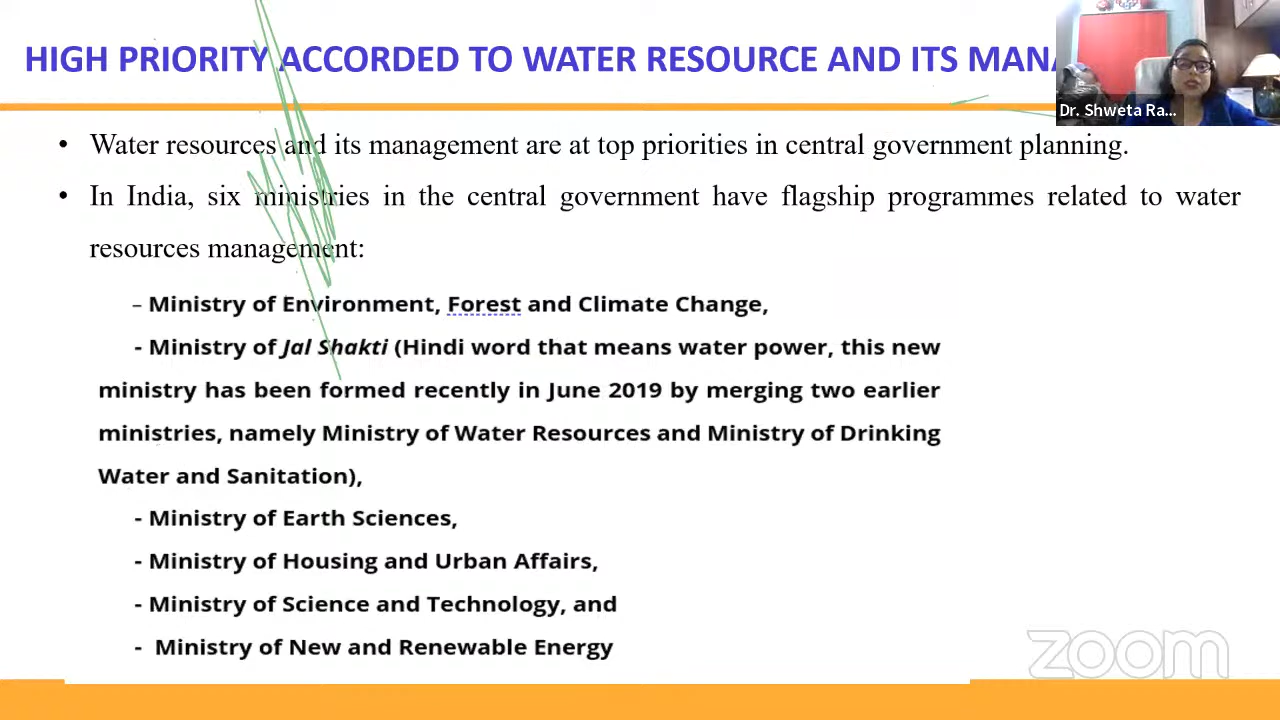 HIGH PRIORITY ACCORDED TO WATER RESOURCE AND ITS
Dr. Shweta Ra...
• Water resources and its management are at top priorities in central government planning.
• In India, six ministries in the central government have flagship programmes related to water
resources management:
– Ministry of Environment, Forest and Climate Change,
- Ministry of Jal Shakti (Hindi word that means water power, this new
ministry has been formed recently in June 2019 by merging two earlier
ministries, namely Ministry of Water Resources and Ministry of Drinking
Water and Sanitation),
- Ministry of Earth Sciences,
- Ministry of Housing and Urban Affairs,
- Ministry of Science and Technology, and
- Ministry of New and Renewable Energy
zoom